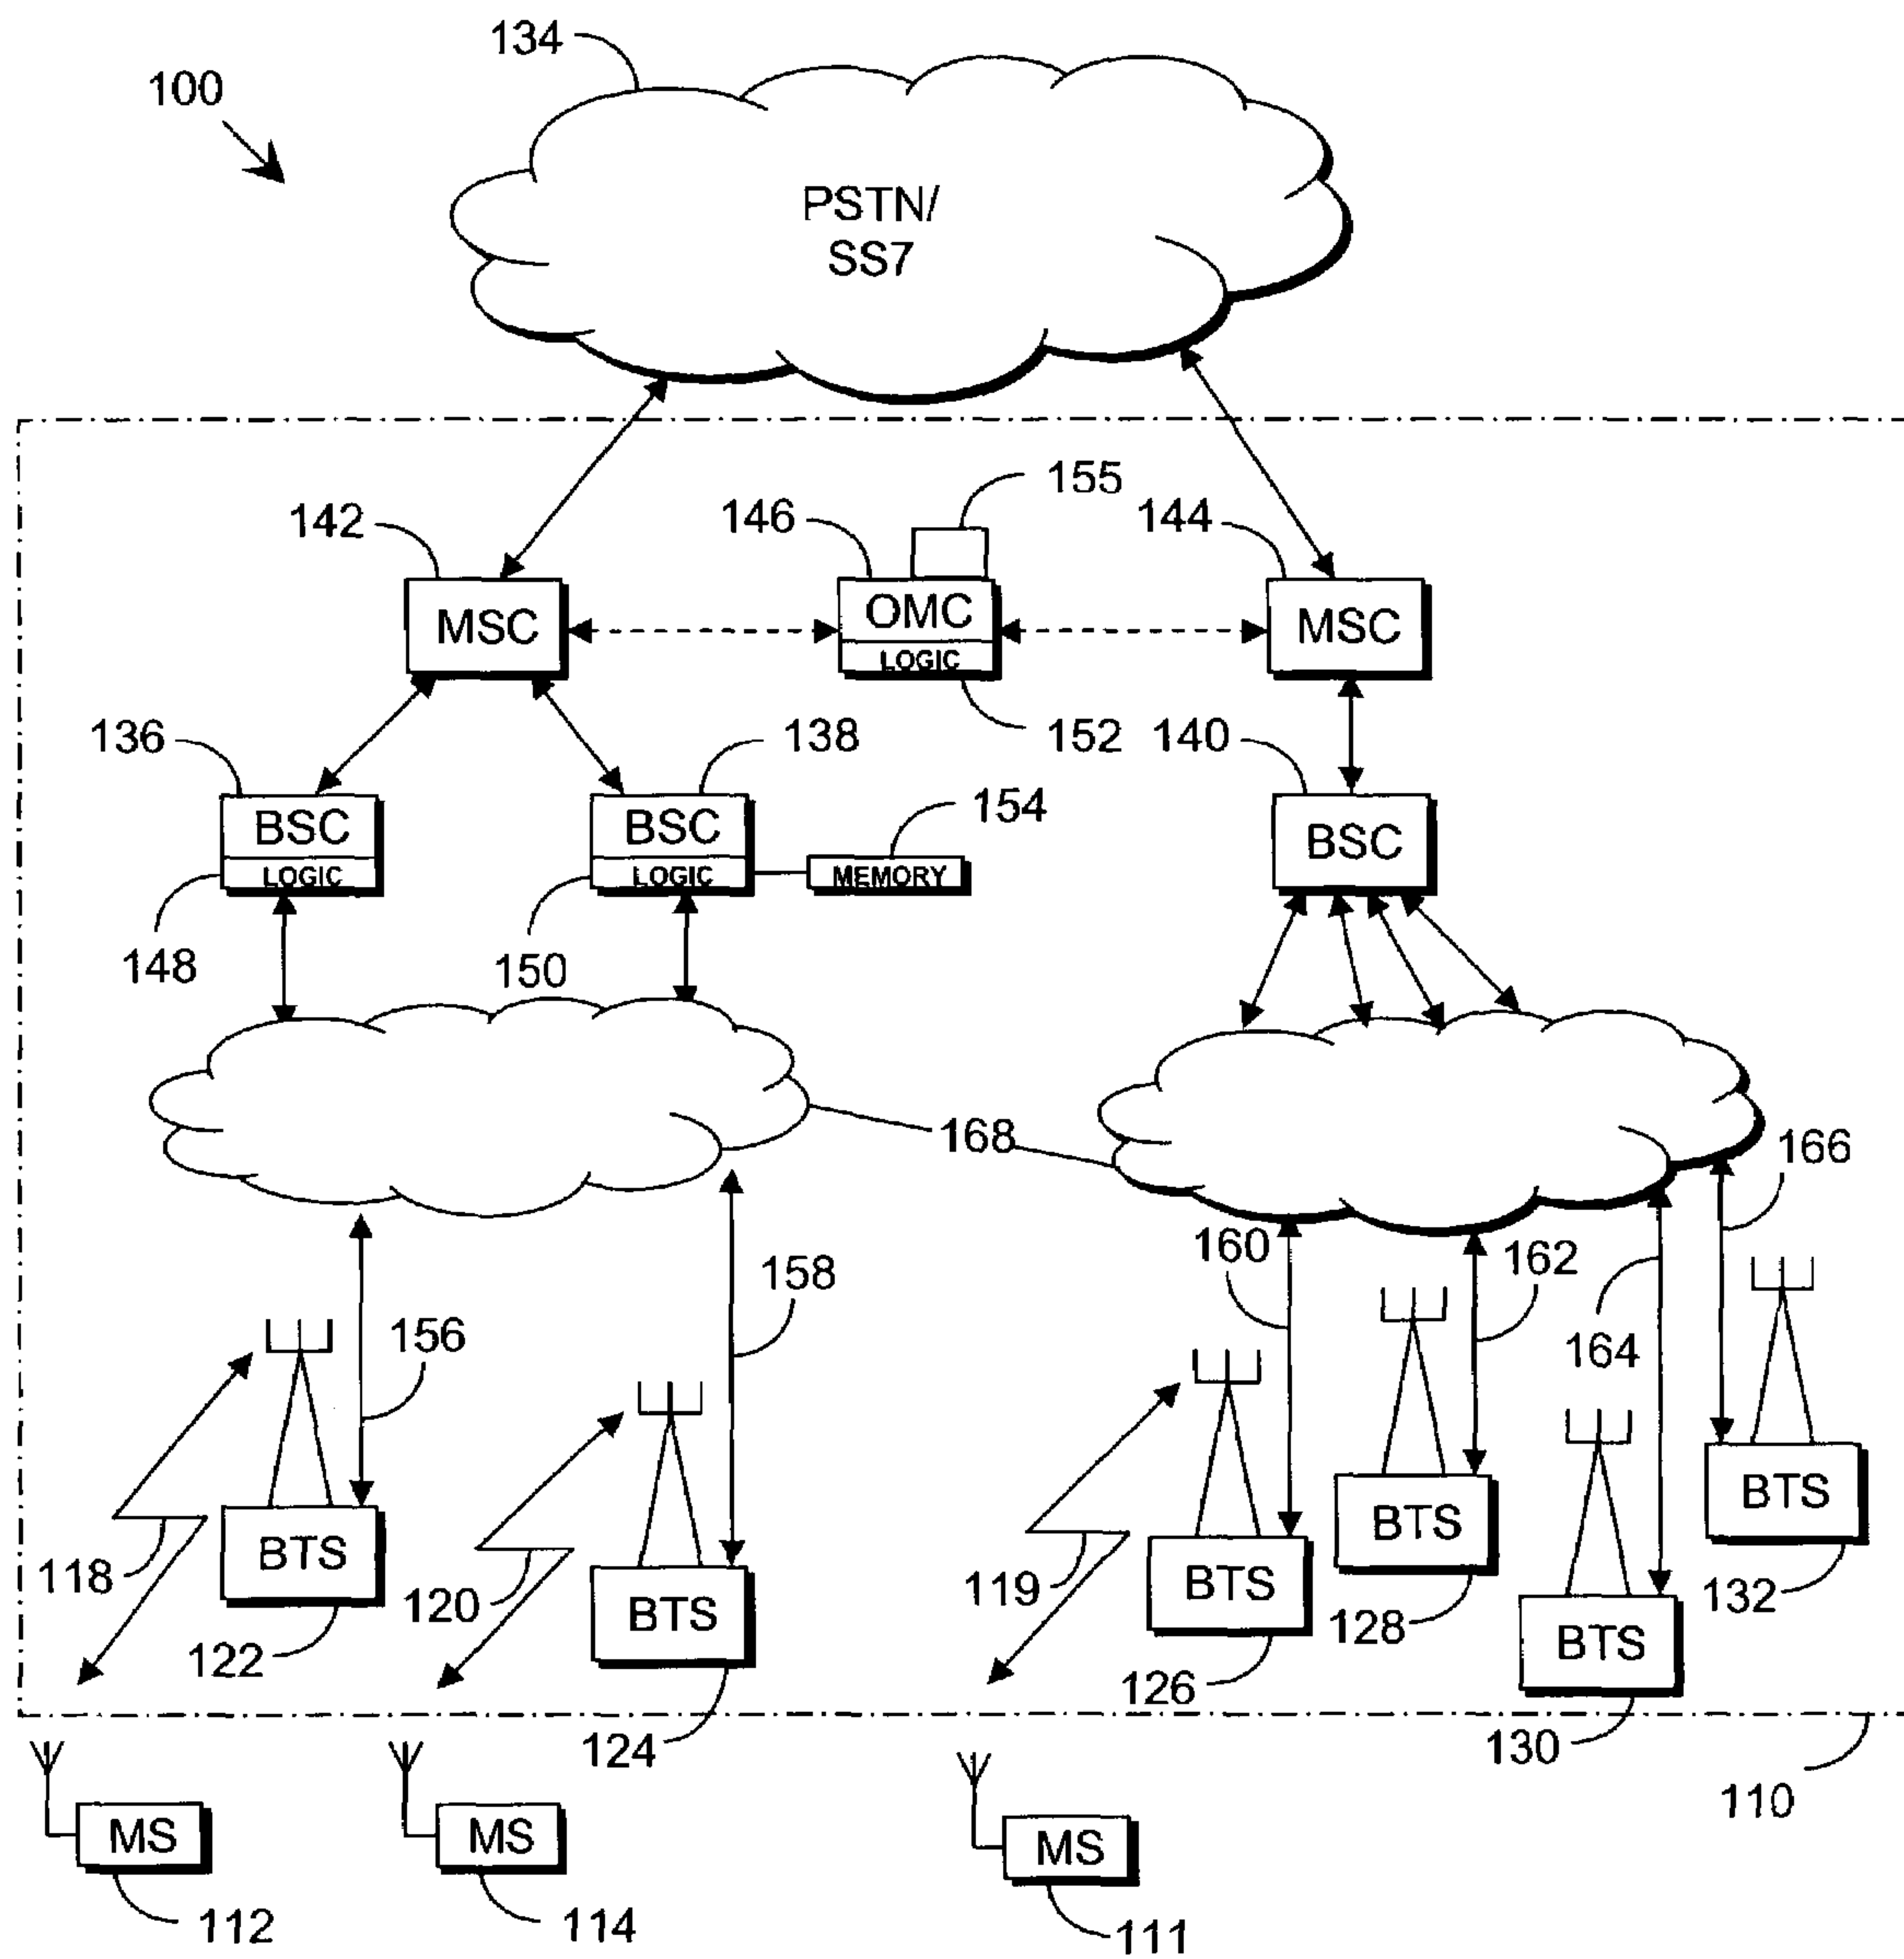 134
100
PSTN/
SS7
155
142
146
144
MSC
OMC
LOGIC
MSC
136
138
152
140
BSC
LOGIC
BSC
LOGIC
154
MEMORY
BSC
148
150
168
166
160
162
158
156
164
BTS
BTS
BTS
BTS
BTS
BTS
118
120
119
128
132
122
126
124
130
110
MS
MS
MS
112
114
111